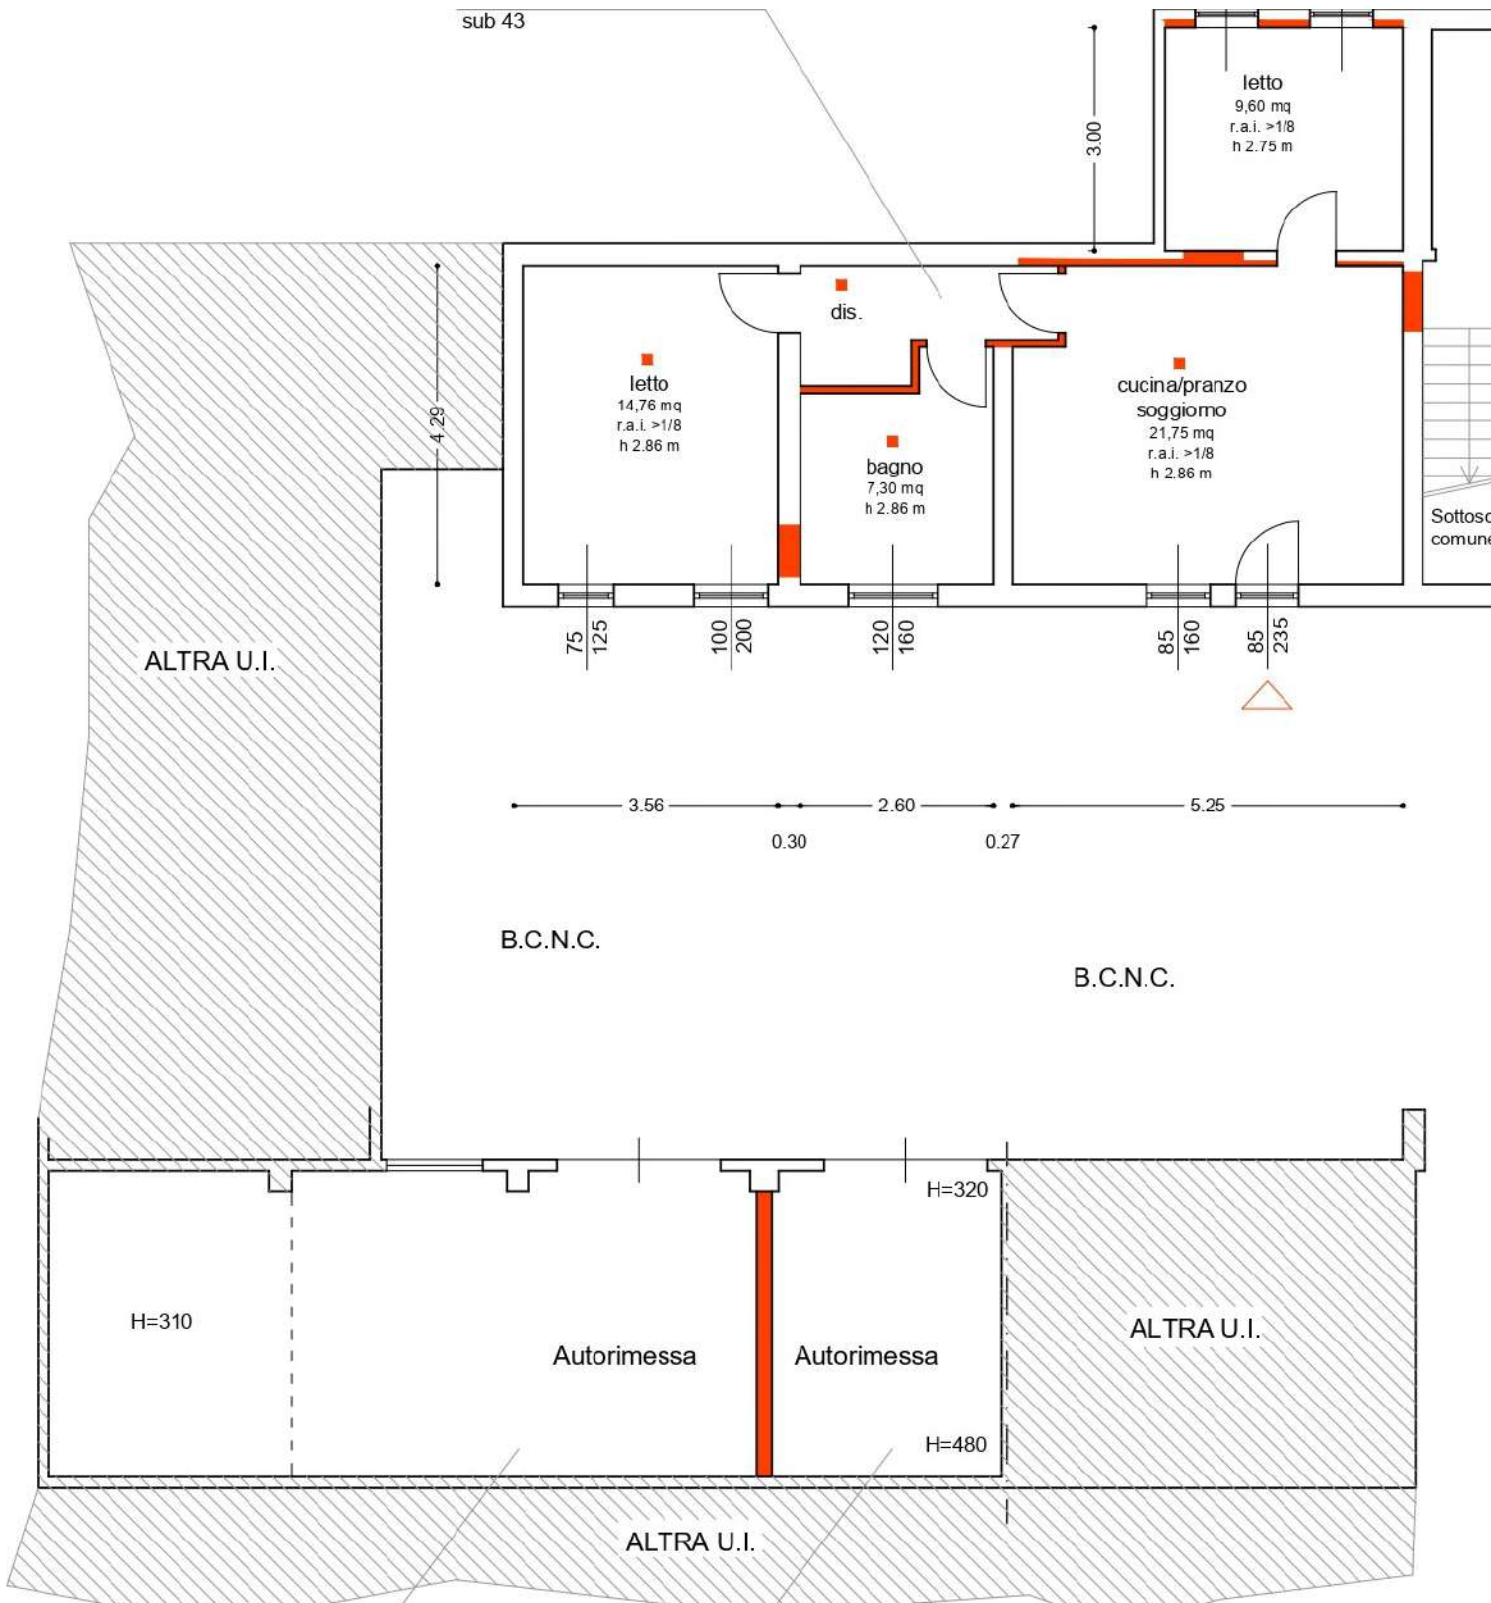 sub 43
letto
9,60 mq
r.a.i. >1/8
h 2.75 m
3.00
dis.
letto
14,76 mq
r.a.i. >1/8
h 2.86 m
4.29
cucina/pranzo
soggiorno
21,75 mq
r.a.i. >1/8
h 2.86 m
bagno
7,30 mq
h 2.86 m
Sottosc
comune
75
125
100
200
120
160
85
160
85
235
ALTRA U.I.
3.56
2.60
5.25
0.30
0.27
B.C.N.C.
B.C.N.C.
H=320
H=310
Autorimessa
Autorimessa
ALTRA U.I.
H=480
ALTRA U.I.